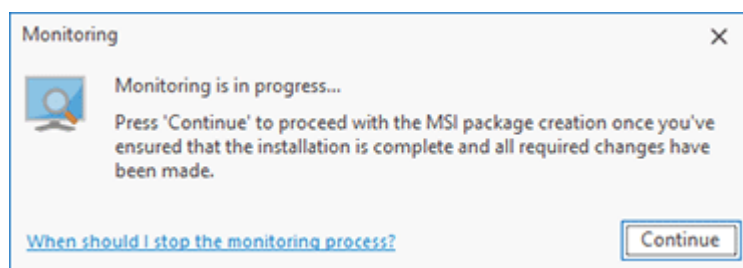 Monitoring
Monitoring is in progress...
Press 'Continue' to proceed with the MSI package creation once you've
ensured that the installation is complete and all required changes have
been made.
When should I stop the monitoring process?
Continue